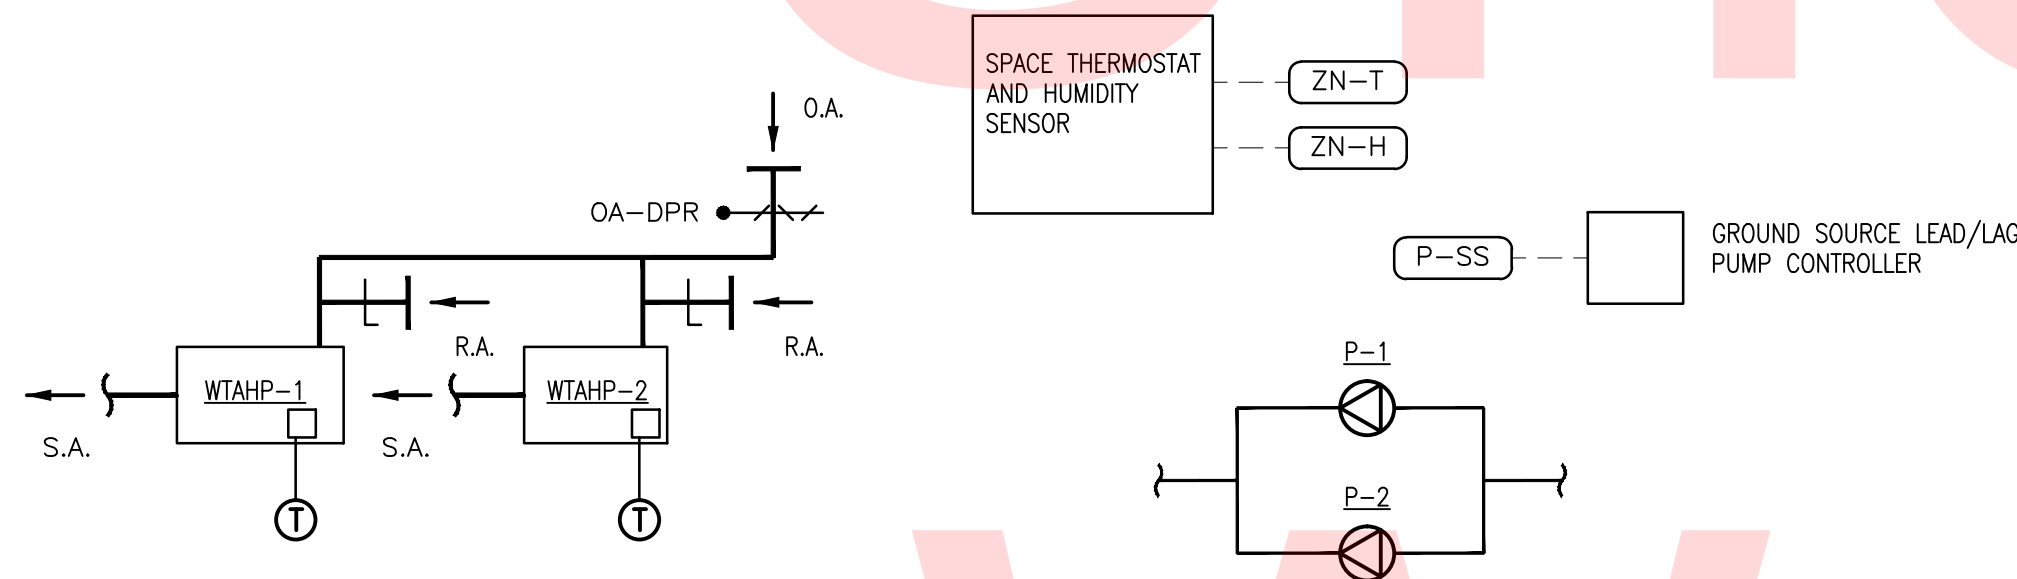 SPACE THERMOSTAT
AND HUMIDITY
SENSOR
ZN-T
ZN-H
O.A.
OA-DPR
P-SS
GROUND SOURCE LEAD/LAG
PUMP CONTROLLER
R.A.
R.A.
WTAHP-1
WTAHP-2
S.A.
S.A.
T
T
P-1
P-2